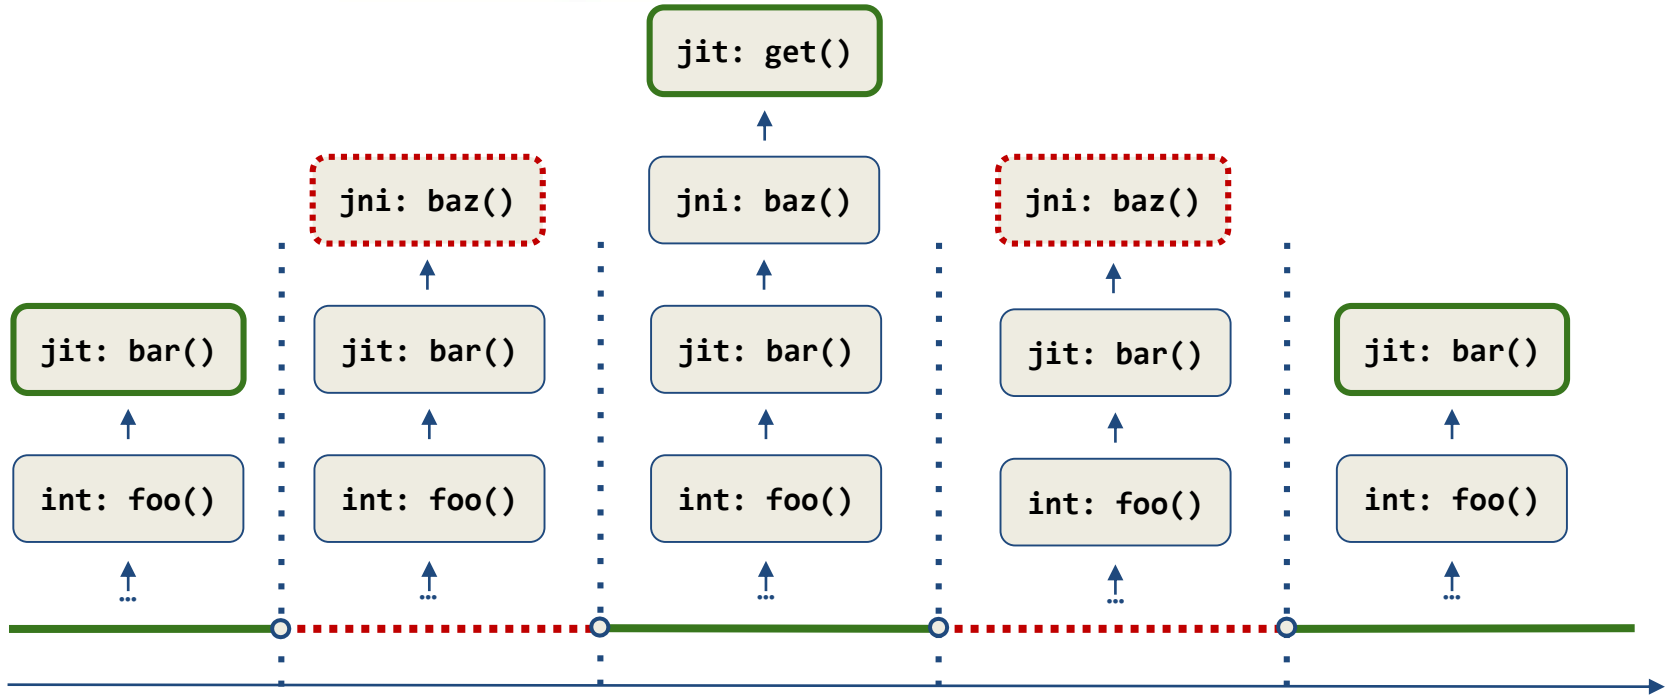 jit: get()
jni: baz()
jni: baz()
jni: baz()
jit: bar()
jit: bar()
jit: bar()
jit: bar()
jit: bar()
int: foo()
int: foo()
int: foo()
int: foo()
int: foo()
...
...
...
...
...